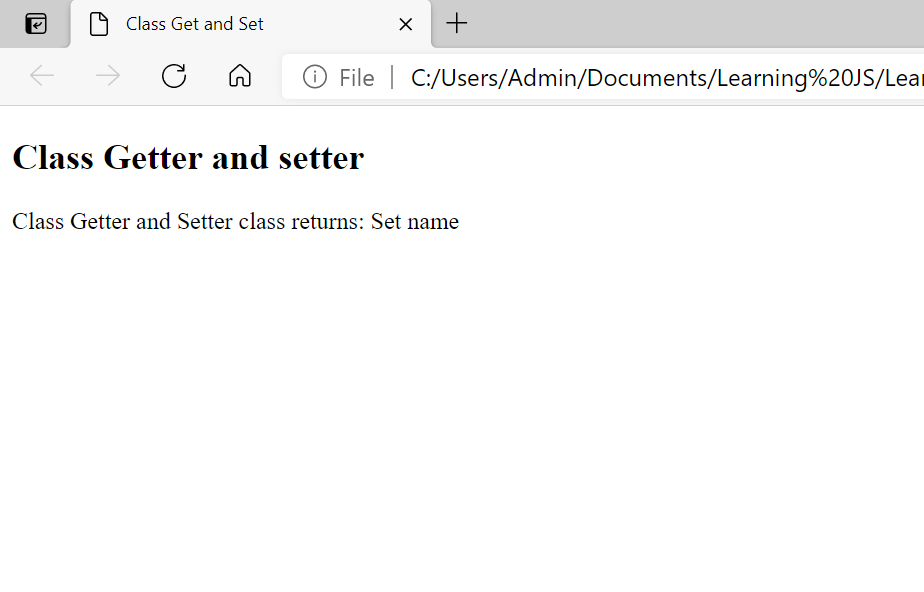 Class Get and Set
File
C:/Users/Admin/Documents/Learning%20JS/Lear
Class Getter and setter
Class Getter and Setter class returns: Set name